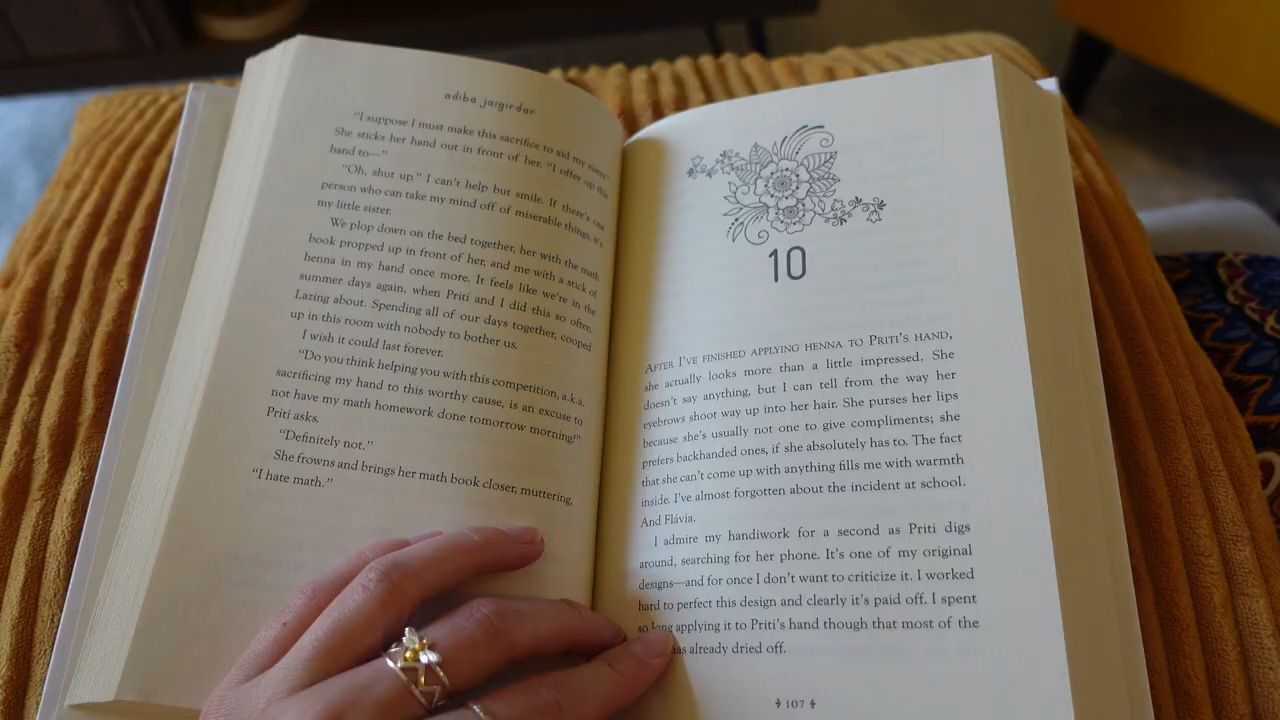 adiba jaigirdar
"I suppose I must make this sacrifice to aid my sister."
She sticks her hand out in front of her. "I offer up this
hand to—"
"Oh, shut up." I can't help but smile. If there's one
person who can take my mind off of miserable things, it's
my little sister.
We plop down on the bed together, her with the math
book propped up in front of her, and me with a stick of
henna in my hand once more. It feels like we're in the
summer days again, when Priti and I did this so often.
Lazing about. Spending all of our days together, cooped
up in this room with nobody to bother us.
I wish it could last forever.
"Do you think helping you with this competition, a.k.a.
sacrificing my hand to this worthy cause, is an excuse to
not have my math homework done tomorrow morning?"
Priti asks.
"Definitely not."
She frowns and brings her math book closer, muttering,
"I hate math."
10
After I've finished applying henna to Priti's hand,
she actually looks more than a little impressed. She
doesn't say anything, but I can tell from the way her
eyebrows shoot way up into her hair. She purses her lips
because she's usually not one to give compliments; she
prefers backhanded ones, if she absolutely has to. The fact
that she can't come up with anything fills me with warmth
inside. I've almost forgotten about the incident at school.
And Flávia.
I admire my handiwork for a second as Priti digs
around, searching for her phone. It's one of my original
designs—and for once I don't want to criticize it. I worked
hard to perfect this design and clearly it's paid off. I spent
so long applying it to Priti's hand though that most of the
has already dried off.
107